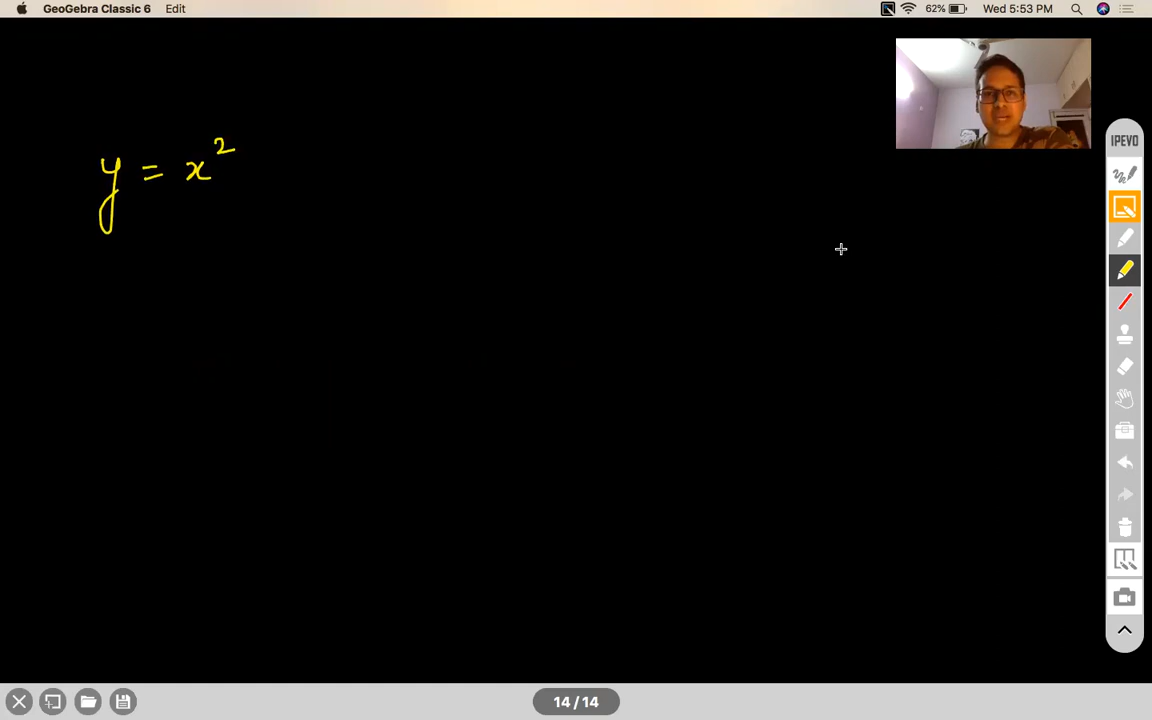 GeoGebra Classic 6 Edit 62% Wed 5:53 PM
IPEVO
y = x²
14/14